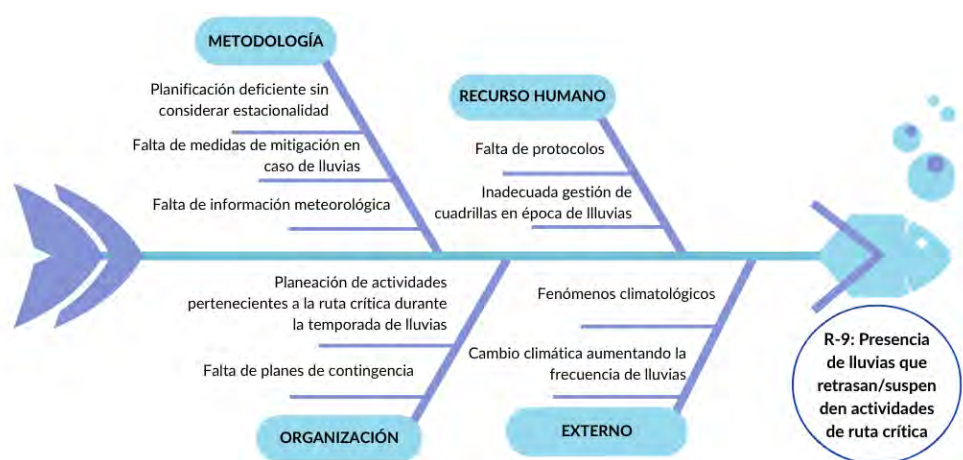 METODOLOGÍA
Planificación deficiente sin
considerar estacionalidad
Falta de medidas de mitigación en
caso de lluvias
Falta de información meteorológica
RECURSO HUMANO
Falta de protocolos
Inadecuada gestión de
cuadrillas en época de llluvias
Planeación de actividades
pertenecientes a la ruta crítica durante
la temporada de lluvias
Falta de planes de contingencia
ORGANIZACIÓN
Fenómenos climatológicos
Cambio climática aumentando la
frecuencia de lluvias
EXTERNO
R-9: Presencia
de lluvias que
retrasan/suspen
den actividades
de ruta crítica